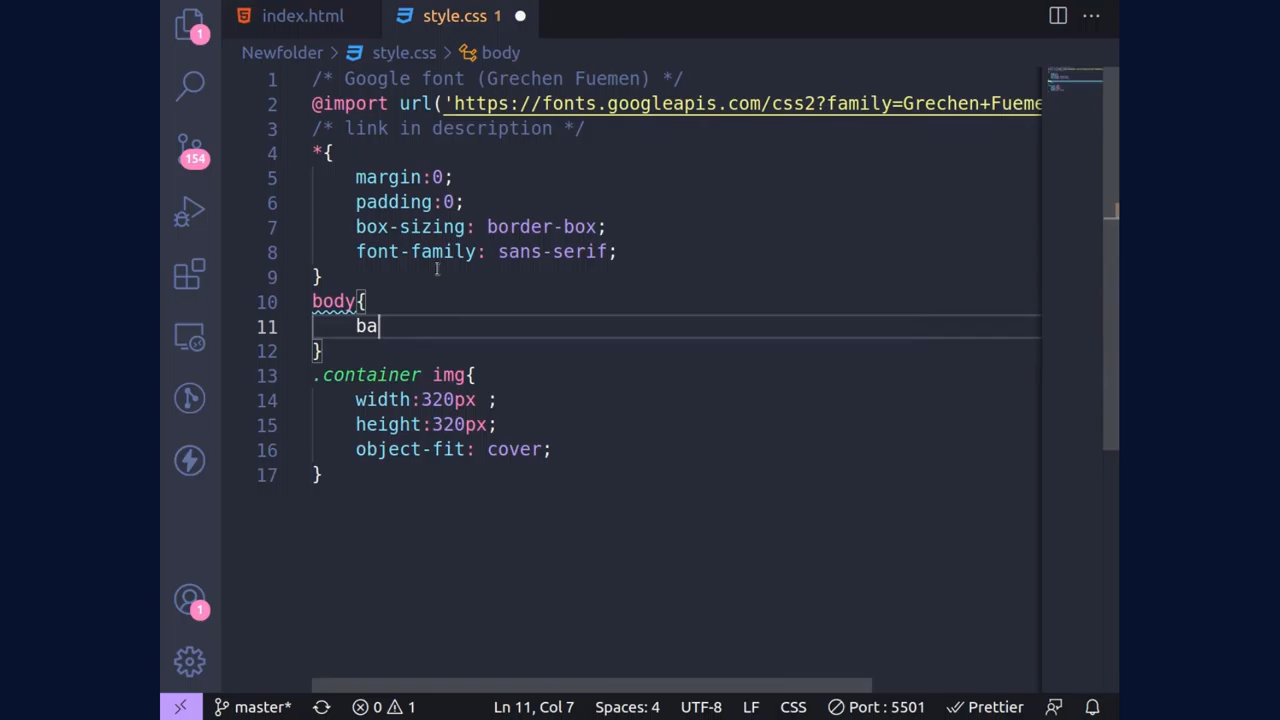 index.html
style.css 1
Newfolder > style.css > body
1 /* Google font (Grechen Fuemen) */
2 @import url('https://fonts.googleapis.com/css2?family=Grechen+Fueme
3 /* link in description */
4 *{
5 margin:0;
6 padding:0;
7 box-sizing: border-box;
8 font-family: sans-serif;
9 }
10 body{
11 ba
12 }
13 .container img{
14 width:320px ;
15 height:320px;
16 object-fit: cover;
17 }
1
154
1
master* 0 1 Ln 11, Col 7 Spaces: 4 UTF-8 LF CSS Port : 5501 Prettier